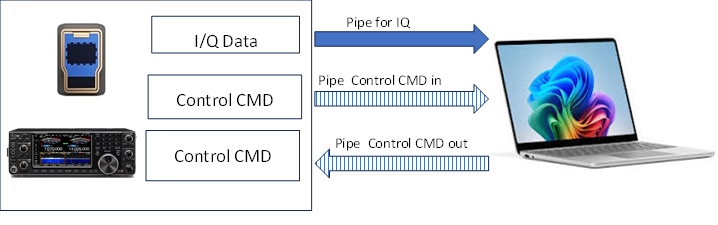 I/Q Data
Pipe for IQ
Control CMD
Pipe Control CMD in
Control CMD
Pipe Control CMD out